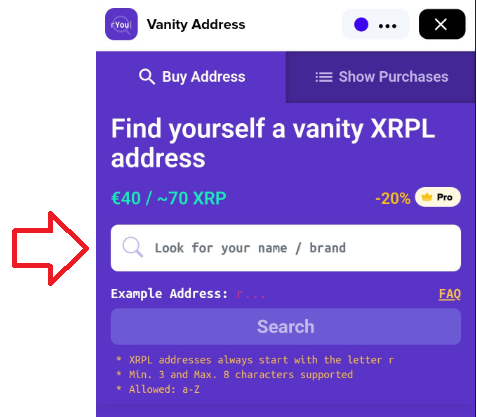 rYou
Vanity Address
Buy Address
Show Purchases
Find yourself a vanity XRPL
address
€40 / ~70 XRP
-20% Pro
Look for your name / brand
Example Address: r...
FAQ
Search
* XRPL addresses always start with the letter r
* Min. 3 and Max. 8 characters supported
* Allowed: a-Z